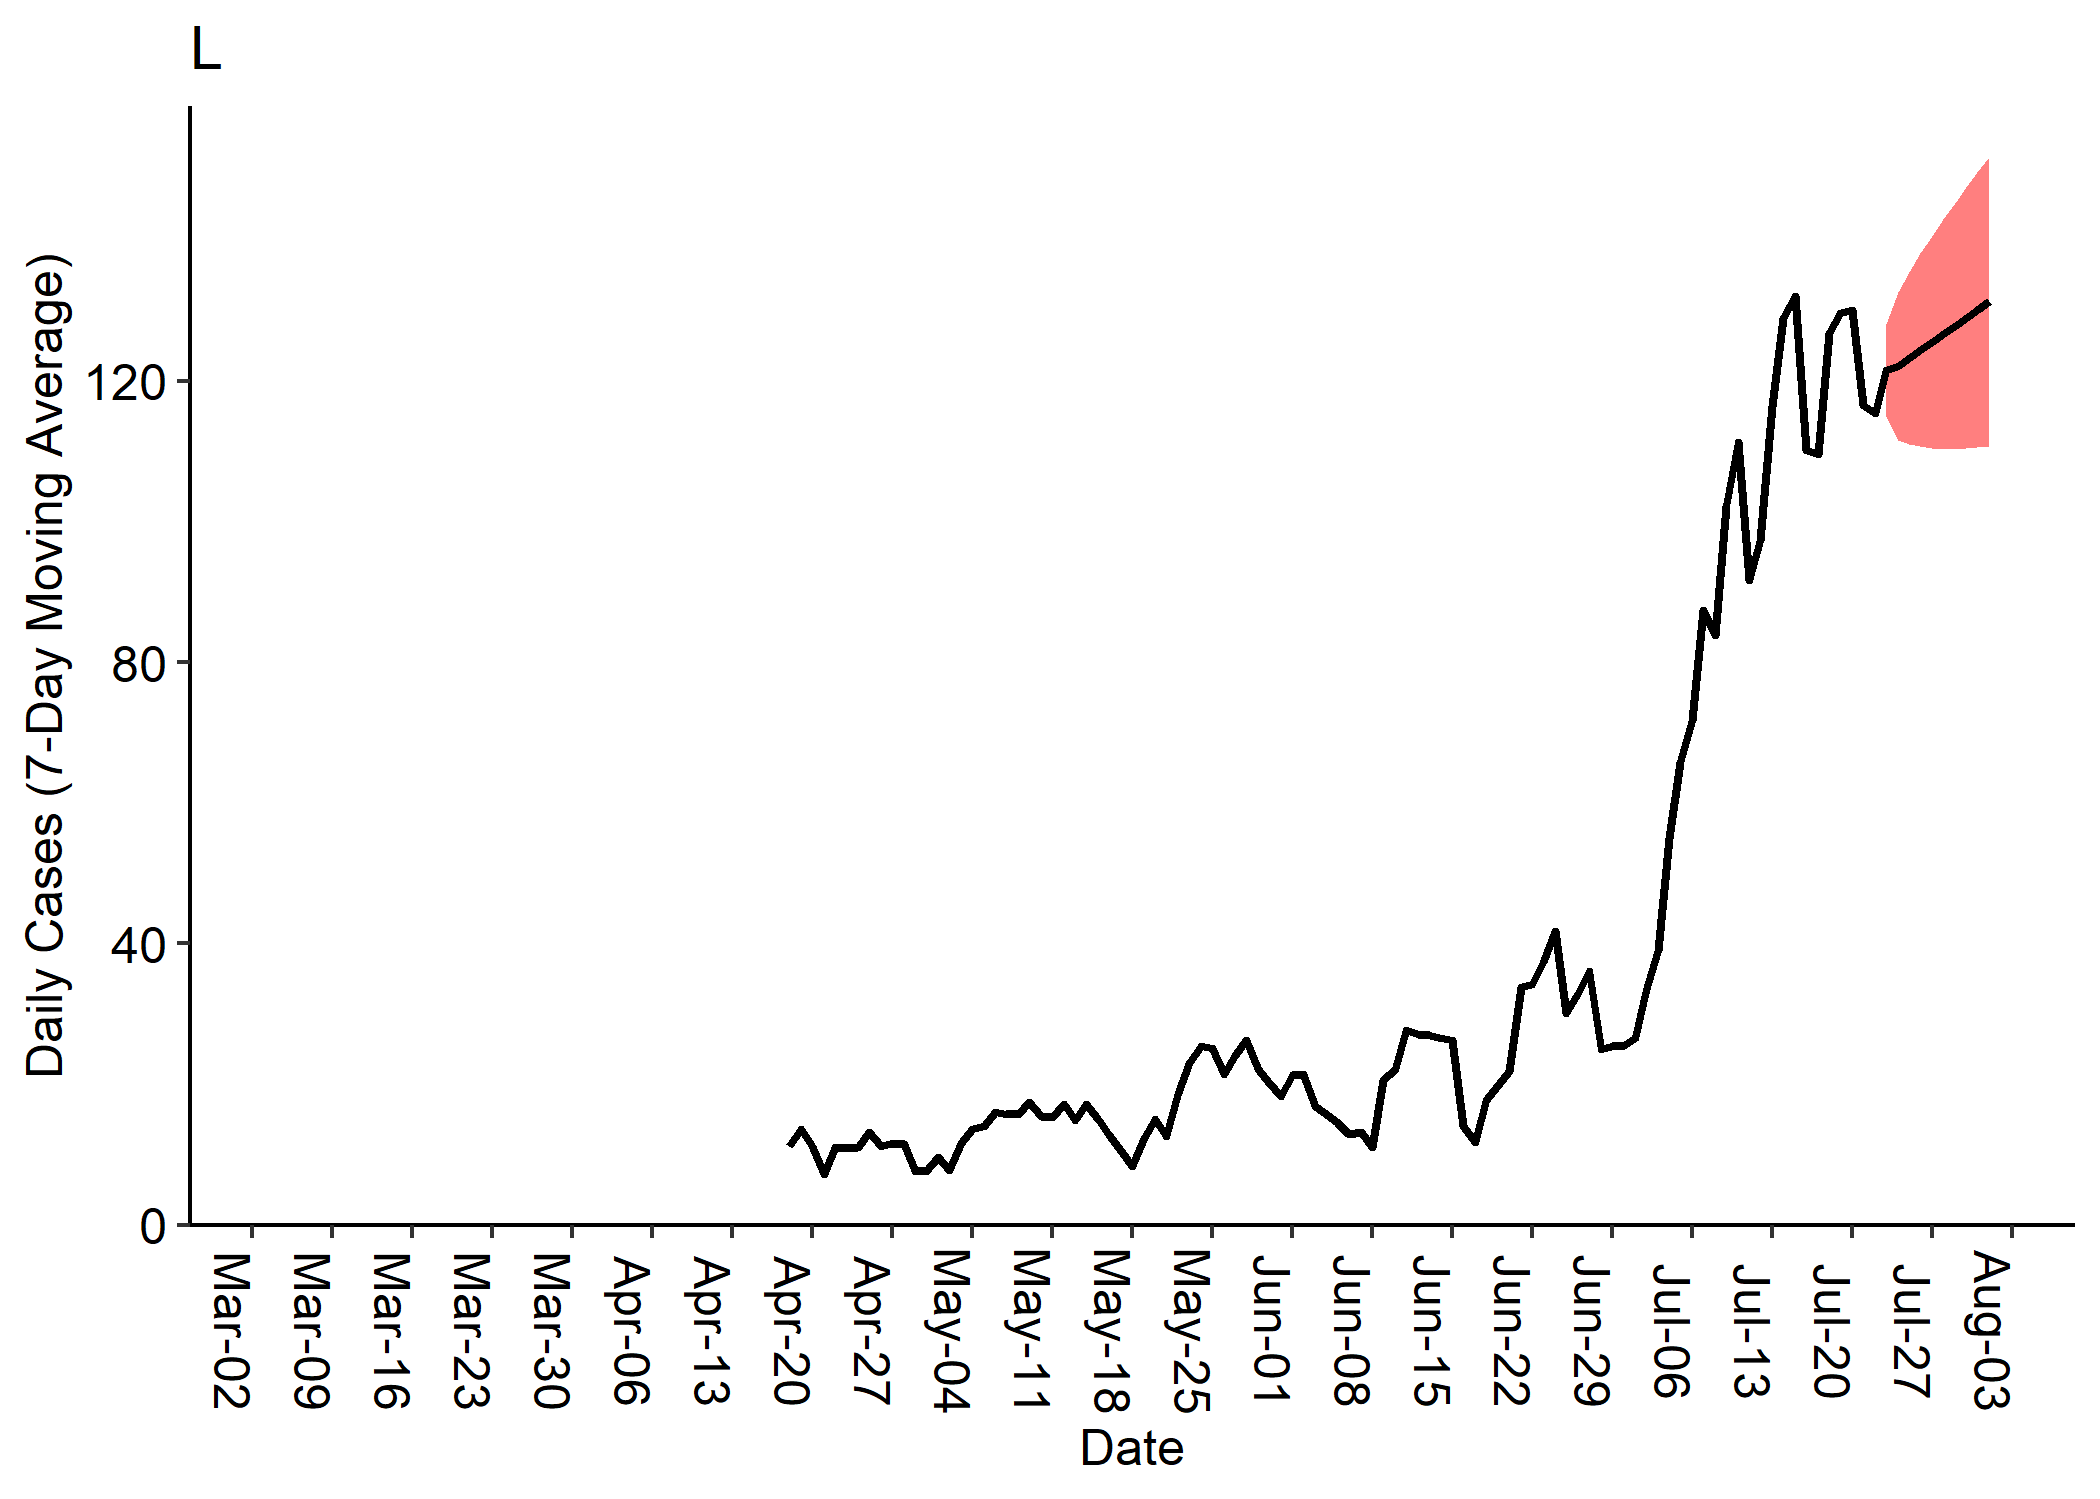 L
Daily Cases (7-Day Moving Average)
120
80
40
0
Mar-02
Mar-09
Mar-16
Mar-23
Mar-30
Apr-06
Apr-13
Apr-20
Apr-27
May-04
May-11
May-18
May-25
Jun-01
Jun-08
Jun-15
Jun-22
Jun-29
Jul-06
Jul-13
Jul-20
Jul-27
Aug-03
Date